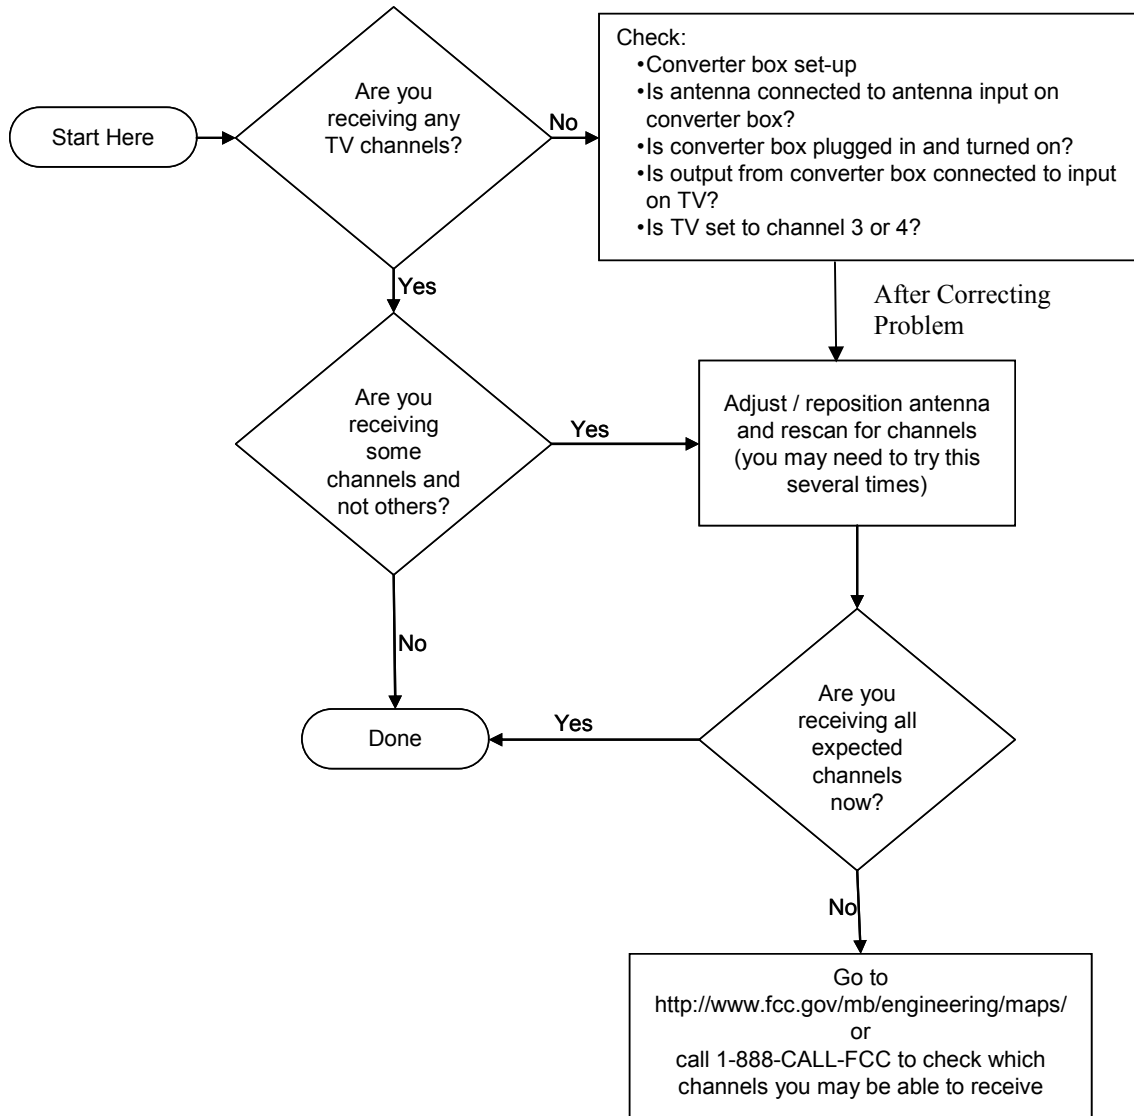 Start Here
Are you
receiving any
TV channels?
No
Check:
•Converter box set-up
•Is antenna connected to antenna input on
converter box?
•Is converter box plugged in and turned on?
•Is output from converter box connected to input
on TV?
•Is TV set to channel 3 or 4?
Yes
After Correcting
Problem
Are you
receiving
some
channels and
not others?
Yes
Adjust / reposition antenna
and rescan for channels
(you may need to try this
several times)
No
Done
Yes
Are you
receiving all
expected
channels
now?
No
Go to
http://www.fcc.gov/mb/engineering/maps/
or
call 1-888-CALL-FCC to check which
channels you may be able to receive